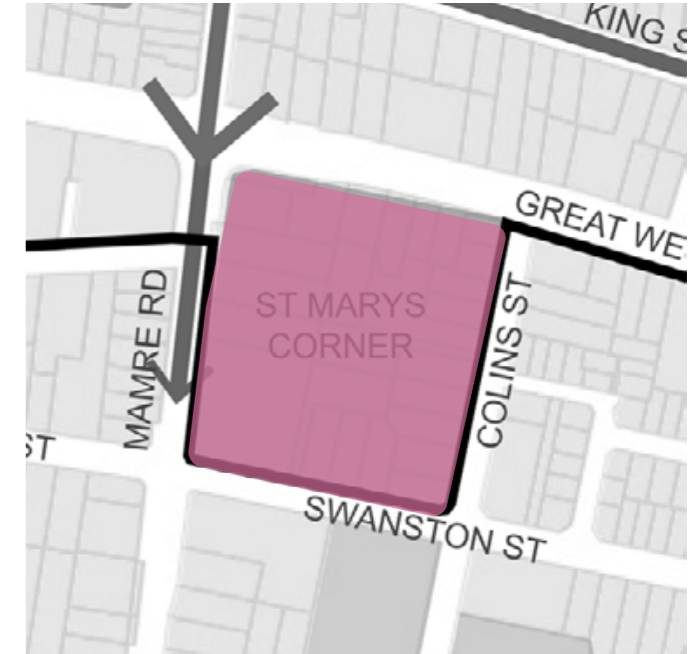 KING S
GREAT WE
ST MARYS
CORNER
MAMRE RD
COLINS ST
ST
SWANSTON ST